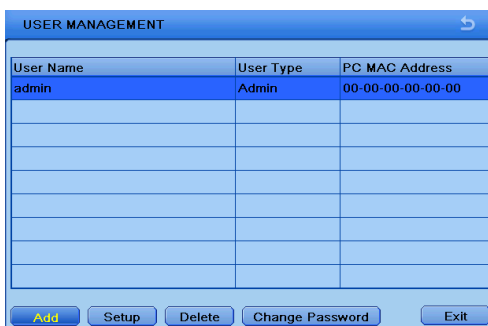 USER MANAGEMENT
User Name User Type PC MAC Address
admin Admin 00-00-00-00-00-00
Add Setup Delete Change Password Exit